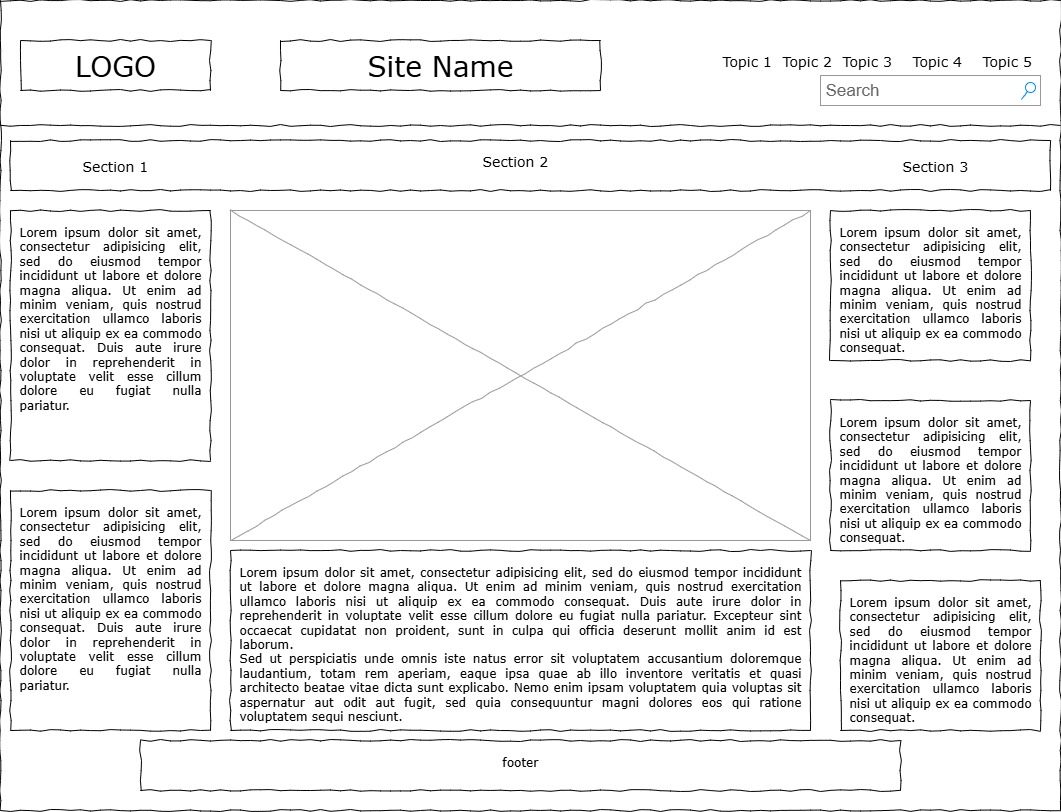 LOGO
Site Name
Topic 1 Topic 2 Topic 3 Topic 4 Topic 5
Search
Section 1
Section 2
Section 3
Lorem ipsum dolor sit amet,
consectetur adipisicing elit,
sed do eiusmod tempor
incididunt ut labore et dolore
magna aliqua. Ut enim ad
minim veniam, quis nostrud
exercitation ullamco laboris
nisi ut aliquip ex ea commodo
consequat. Duis aute irure
dolor in reprehenderit in
voluptate velit esse cillum
dolore eu fugiat nulla
pariatur.
Lorem ipsum dolor sit amet,
consectetur adipisicing elit,
sed do eiusmod tempor
incididunt ut labore et dolore
magna aliqua. Ut enim ad
minim veniam, quis nostrud
exercitation ullamco laboris
nisi ut aliquip ex ea commodo
consequat. Duis aute irure
dolor in reprehenderit in
voluptate velit esse cillum
dolore eu fugiat nulla
pariatur.
Lorem ipsum dolor sit amet, consectetur adipisicing elit, sed do eiusmod tempor incididunt
ut labore et dolore magna aliqua. Ut enim ad minim veniam, quis nostrud exercitation
ullamco laboris nisi ut aliquip ex ea commodo consequat. Duis aute irure dolor in
reprehenderit in voluptate velit esse cillum dolore eu fugiat nulla pariatur. Excepteur sint
occaecat cupidatat non proident, sunt in culpa qui officia deserunt mollit anim id est
laborum.
Sed ut perspiciatis unde omnis iste natus error sit voluptatem accusantium doloremque
laudantium, totam rem aperiam, eaque ipsa quae ab illo inventore veritatis et quasi
architecto beatae vitae dicta sunt explicabo. Nemo enim ipsam voluptatem quia voluptas sit
aspernatur aut odit aut fugit, sed quia consequuntur magni dolores eos qui ratione
voluptatem sequi nesciunt.
Lorem ipsum dolor sit amet,
consectetur adipisicing elit,
sed do eiusmod tempor
incididunt ut labore et dolore
magna aliqua. Ut enim ad
minim veniam, quis nostrud
exercitation ullamco laboris
nisi ut aliquip ex ea commodo
consequat.
Lorem ipsum dolor sit amet,
consectetur adipisicing elit,
sed do eiusmod tempor
incididunt ut labore et dolore
magna aliqua. Ut enim ad
minim veniam, quis nostrud
exercitation ullamco laboris
nisi ut aliquip ex ea commodo
consequat.
Lorem ipsum dolor sit amet,
consectetur adipisicing elit,
sed do eiusmod tempor
incididunt ut labore et dolore
magna aliqua. Ut enim ad
minim veniam, quis nostrud
exercitation ullamco laboris
nisi ut aliquip ex ea commodo
consequat.
footer